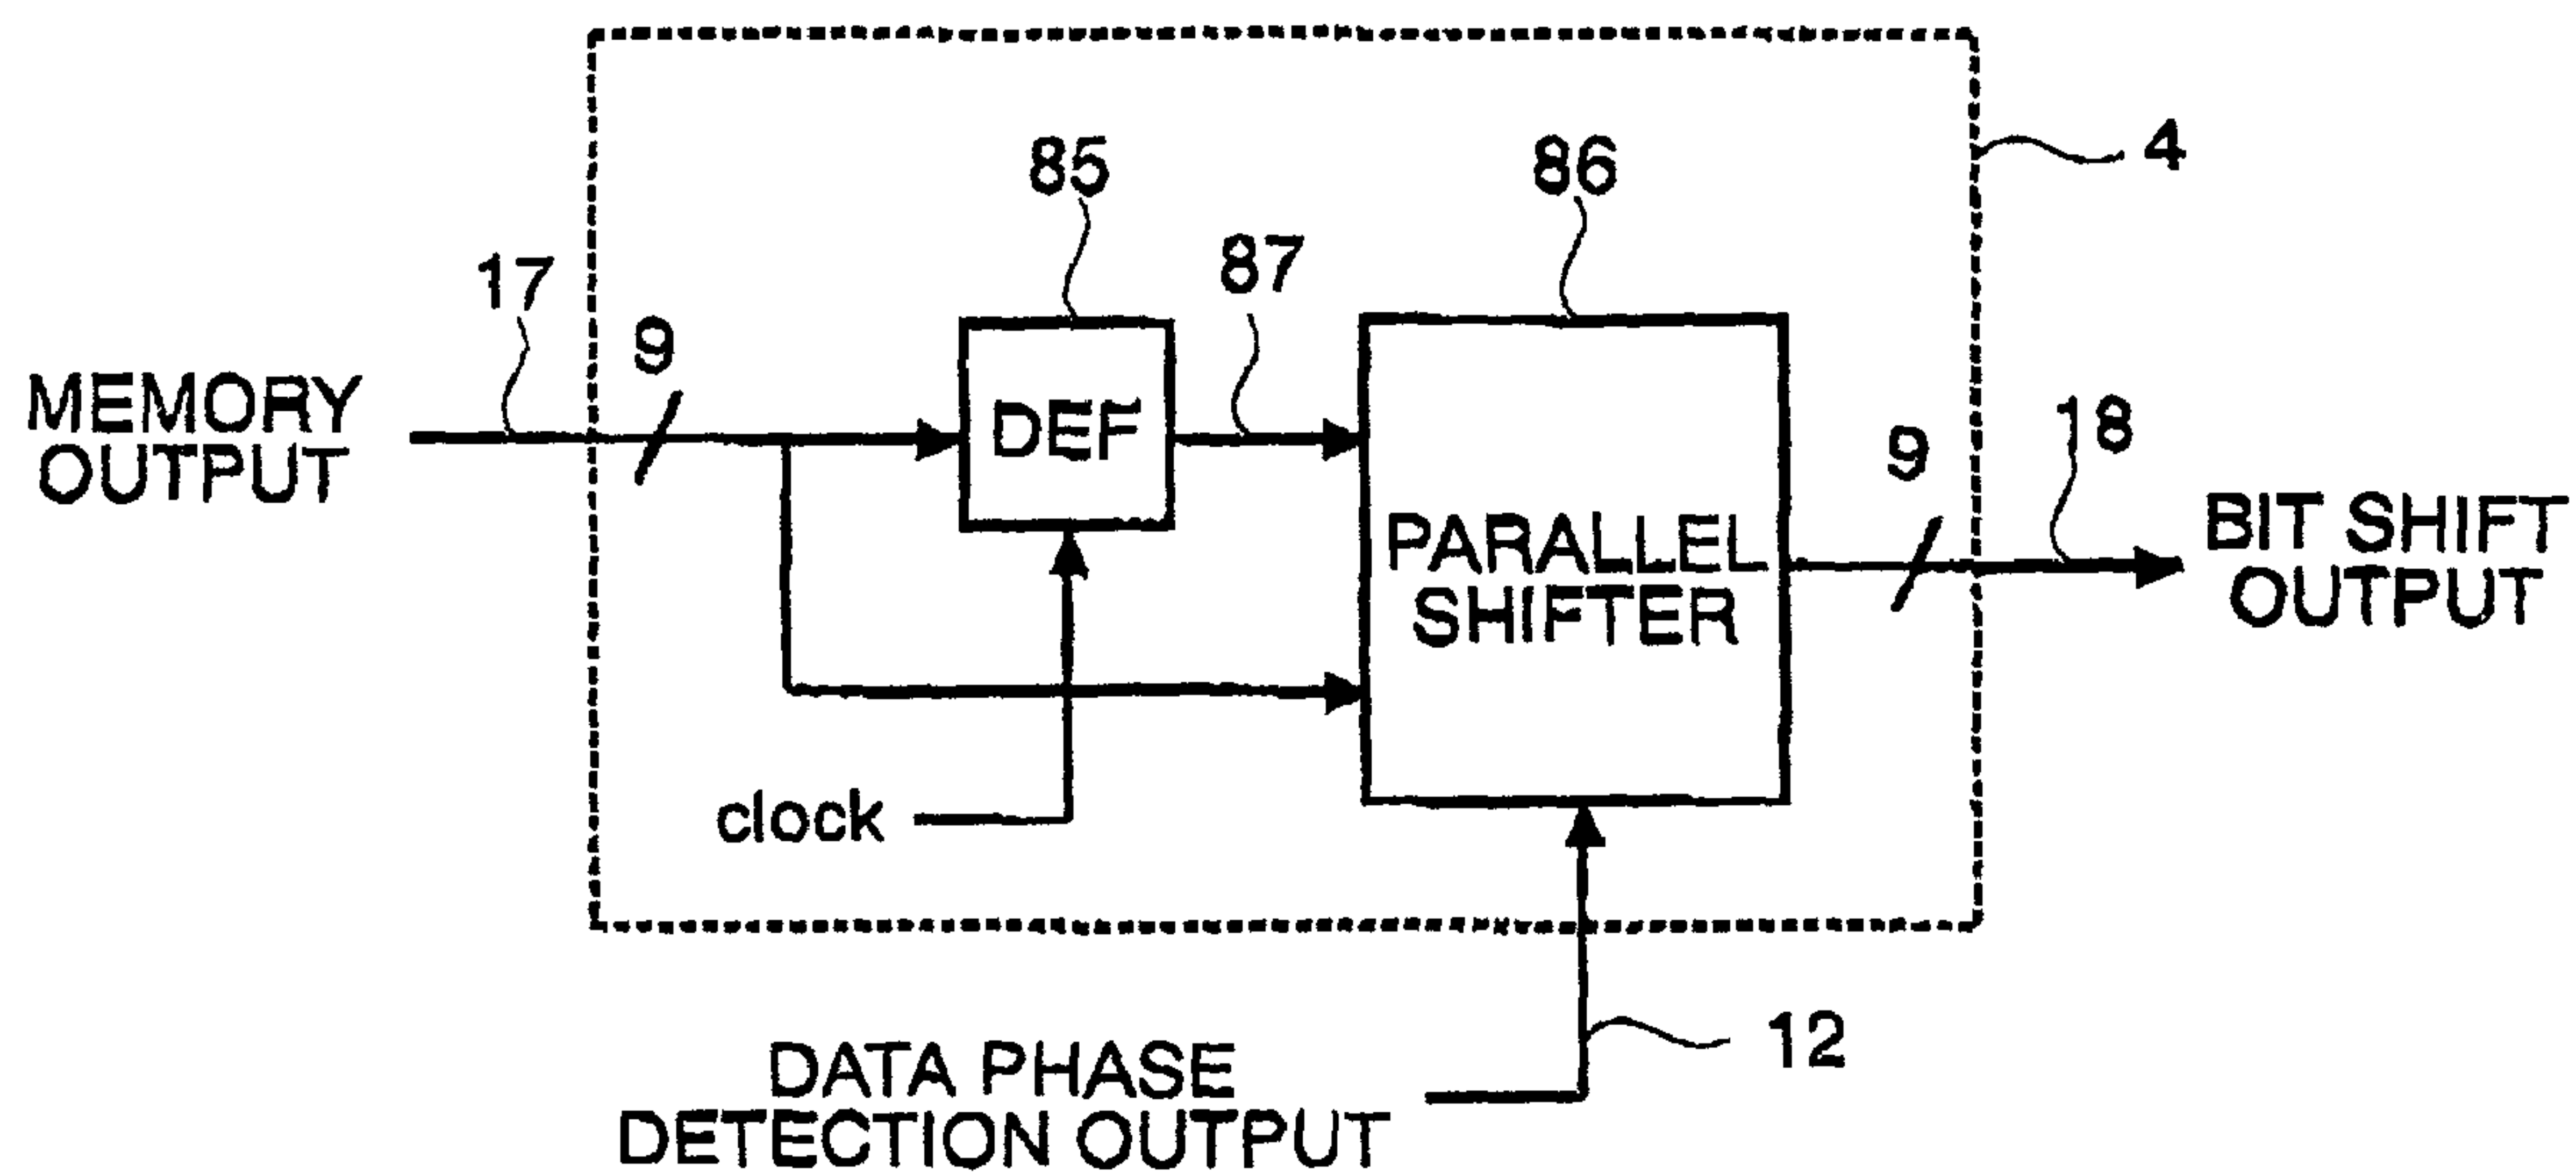 85
86
4
17
87
9
MEMORY
OUTPUT
DEF
18
9
PARALLEL
SHIFTER
BIT SHIFT
OUTPUT
clock
12
DATA PHASE
DETECTION OUTPUT